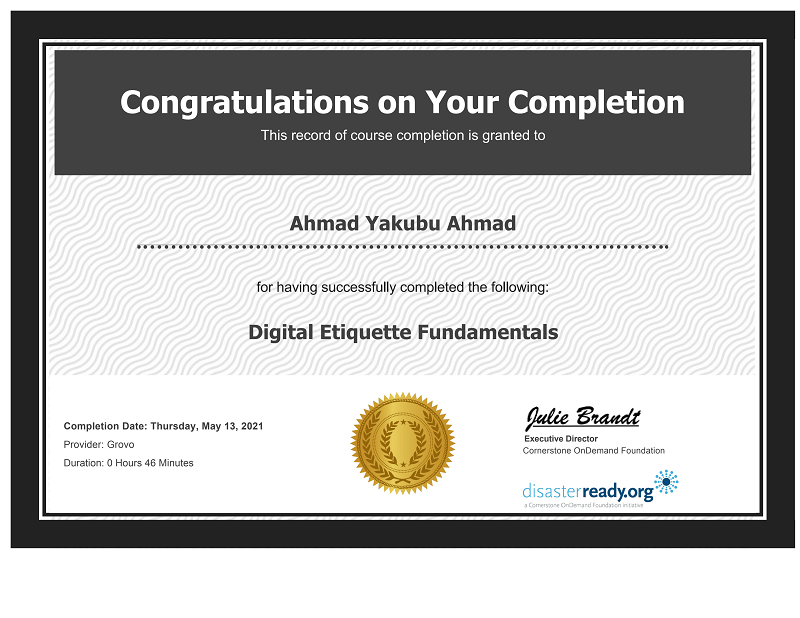 Congratulations on Your Completion
This record of course completion is granted to
Ahmad Yakubu Ahmad
for having successfully completed the following:
Digital Etiquette Fundamentals
Completion Date: Thursday, May 13, 2021
Provider: Grovo
Duration: 0 Hours 46 Minutes
Julie Brandt
Executive Director
Cornerstone OnDemand Foundation
disasterready.org
a Cornerstone OnDemand Foundation initiative